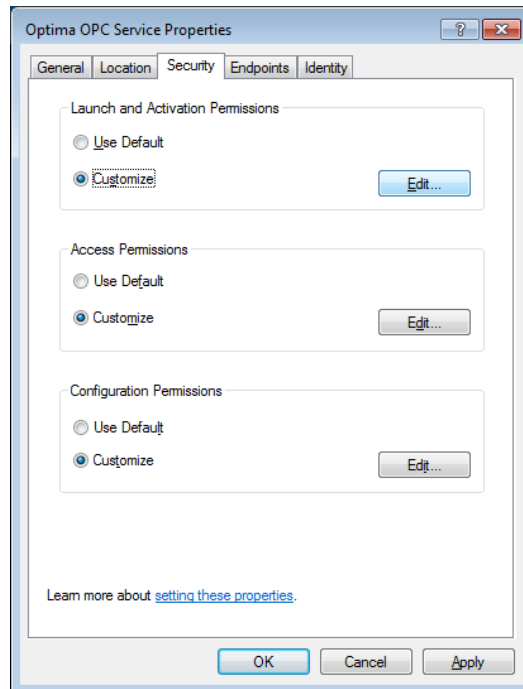 Optima OPC Service Properties
General Location Security Endpoints Identity
Launch and Activation Permissions
Use Default
Customize
Edit...
Access Permissions
Use Default
Customize
Edit...
Configuration Permissions
Use Default
Customize
Edit...
Learn more about setting these properties.
OK Cancel Apply